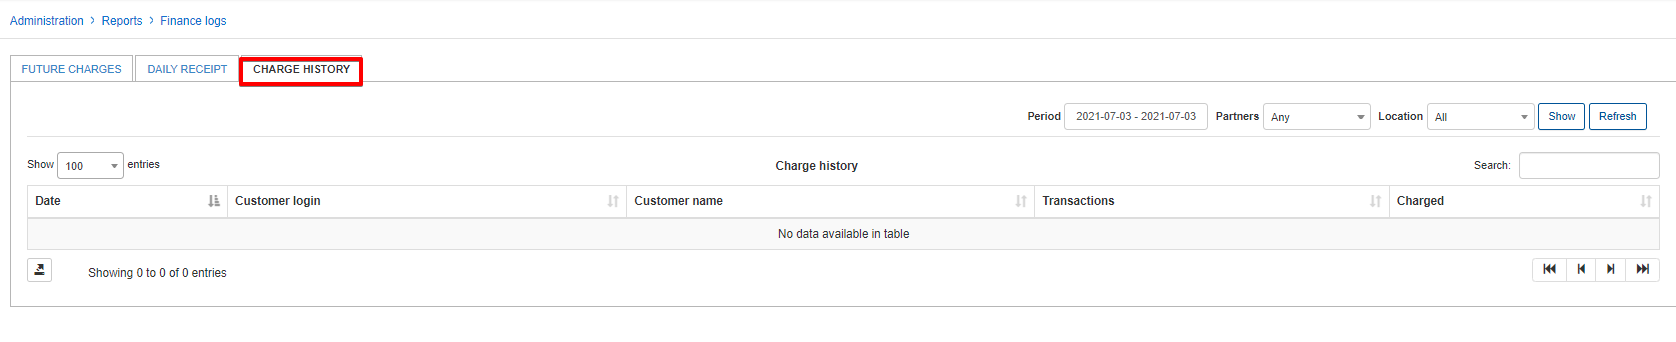 Administration > Reports > Finance logs
FUTURE CHARGES DAILY RECEIPT CHARGE HISTORY
Period 2021-07-03 - 2021-07-03 Partners Any Location All Show Refresh
Show 100 entries Charge history Search:
Date Customer login Customer name Transactions Charged
No data available in table
Showing 0 to 0 of 0 entries